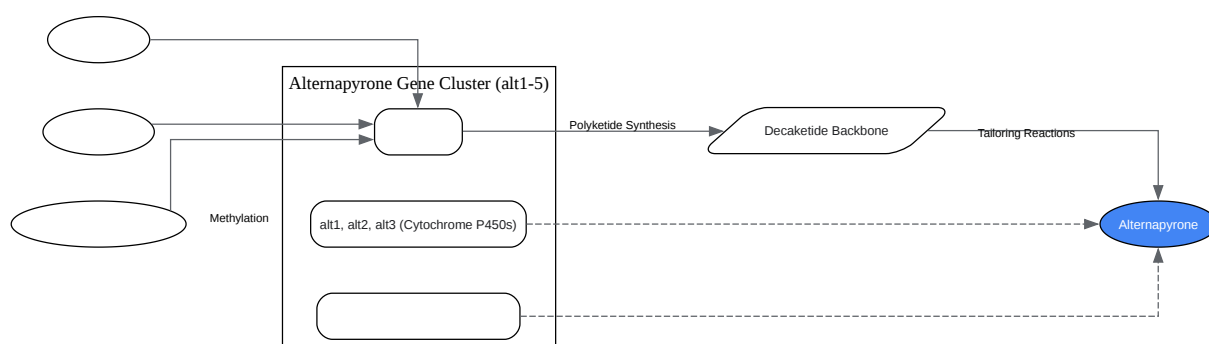 Alternapyrone Gene Cluster (alt1-5)
Polyketide Synthesis
Decaketide Backbone
Tailoring Reactions
Methylation
alt1, alt2, alt3 (Cytochrome P450s)
Alternapyrone